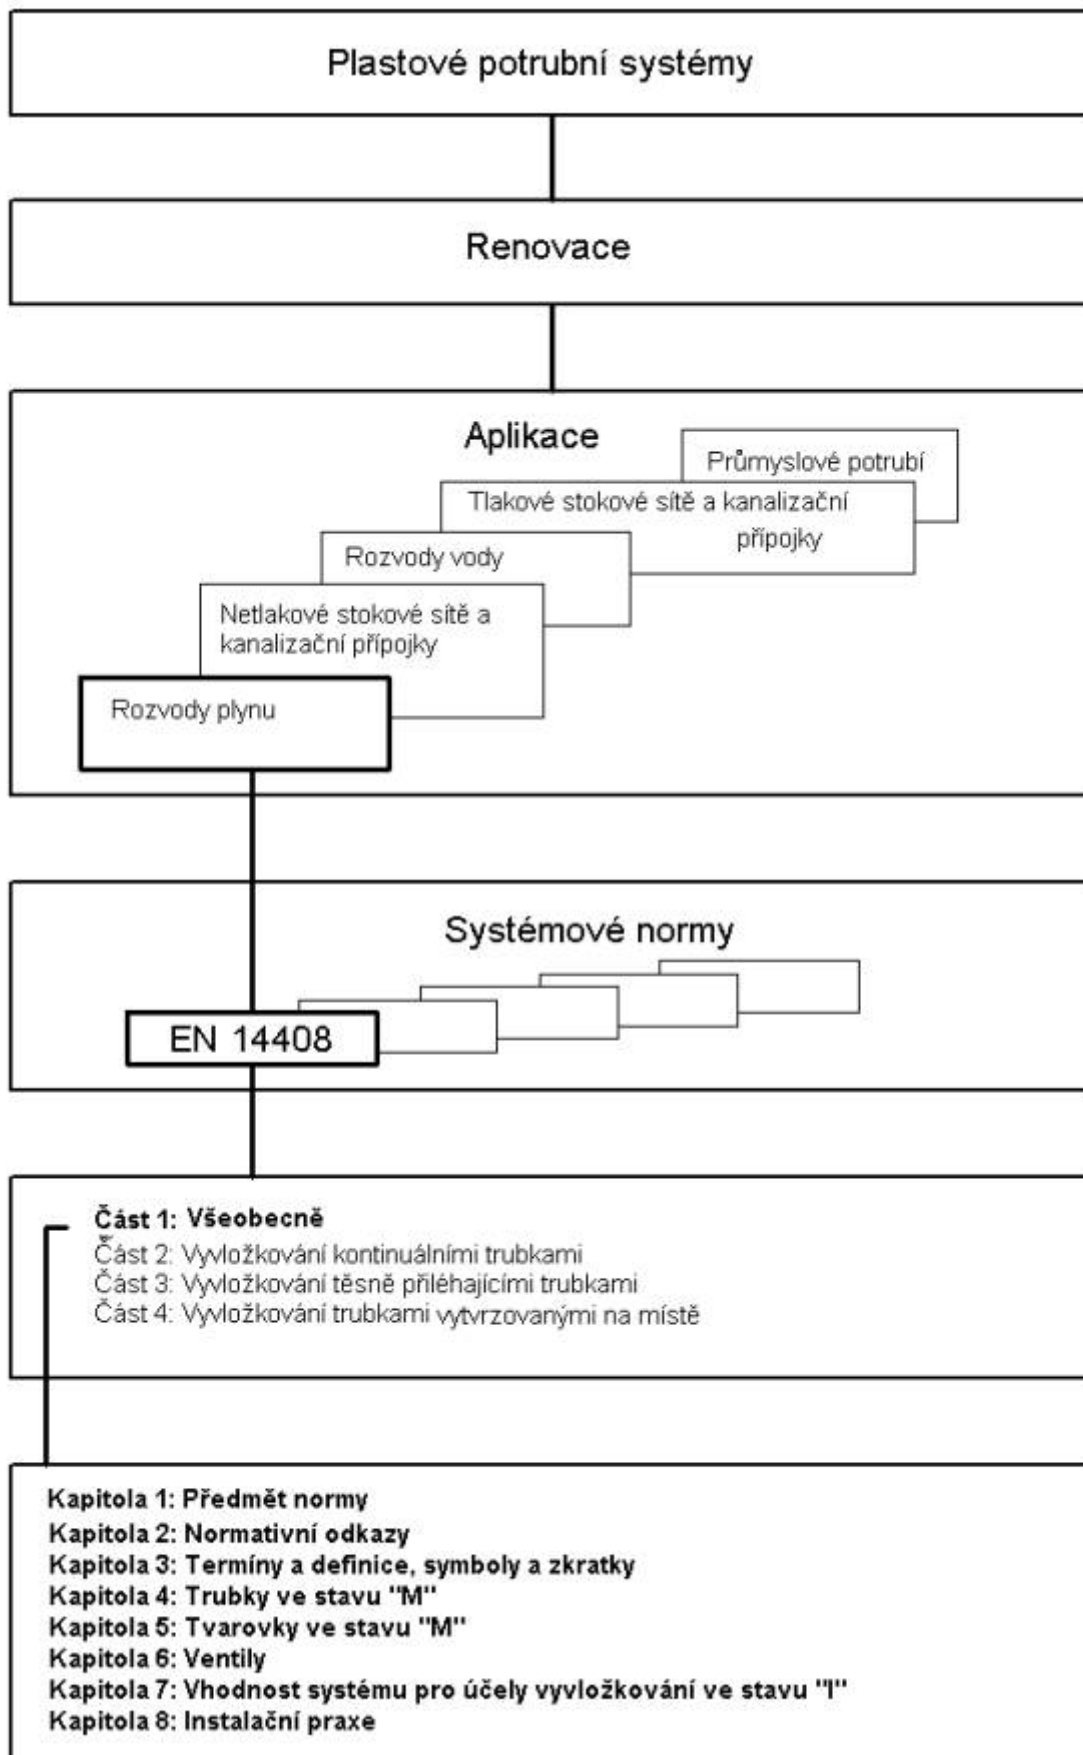 Plastové potrubní systémy
Renovace
Aplikace
Průmyslové potrubí
Tlakové stokové sítě a kanalizační
přípojky
Rozvody vody
Netlakové stokové sítě a
kanalizační přípojky
Rozvody plynu
Systémové normy
EN 14408
Část 1: Všeobecně
Část 2: Vyvložkování kontinuálními trubkami
Část 3: Vyvložkování těsně přiléhajícími trubkami
Část 4: Vyvložkování trubkami vytvrzovanými na místě
Kapitola 1: Předmět normy
Kapitola 2: Normativní odkazy
Kapitola 3: Termíny a definice, symboly a zkratky
Kapitola 4: Trubky ve stavu "M"
Kapitola 5: Tvarovky ve stavu "M"
Kapitola 6: Ventily
Kapitola 7: Vhodnost systému pro účely vyvložkování ve stavu "I"
Kapitola 8: Instalační praxe